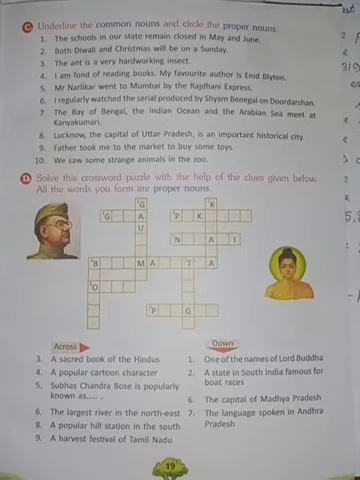 C Underline the common nouns and circle the proper nouns:
1. The schools in our state remain closed in May and June.
2. Both Diwali and Christmas will be on a Sunday.
3. The ant is a very hardworking insect.
4. I am fond of reading books. My favourite author is Enid Blyton.
5. Mr Narlikar went to Mumbai by the Rajdhani Express.
6. I regularly watched the serial produced by Shyam Benegal on Doordarshan.
7. The Bay of Bengal, the Indian Ocean and the Arabian Sea meet at
Kanyakumari.
8. Lucknow, the capital of Uttar Pradesh, is an important historical city.
9. Father took me to the market to buy some toys.
10. We saw some strange animals in the zoo.
D Solve this crossword puzzle with the help of the clues given below.
All the words you form are proper nouns.
G K
G A P K
U
N A I
B M A T A
O
P G
Across
3. A sacred book of the Hindus
4. A popular cartoon character
5. Subhas Chandra Bose is popularly
known as..... .
6. The largest river in the north-east
8. A popular hill station in the south
9. A harvest festival of Tamil Nadu
Down
1. One of the names of Lord Buddha
2. A state in South India famous for
boat races
6. The capital of Madhya Pradesh
7. The language spoken in Andhra
Pradesh
19